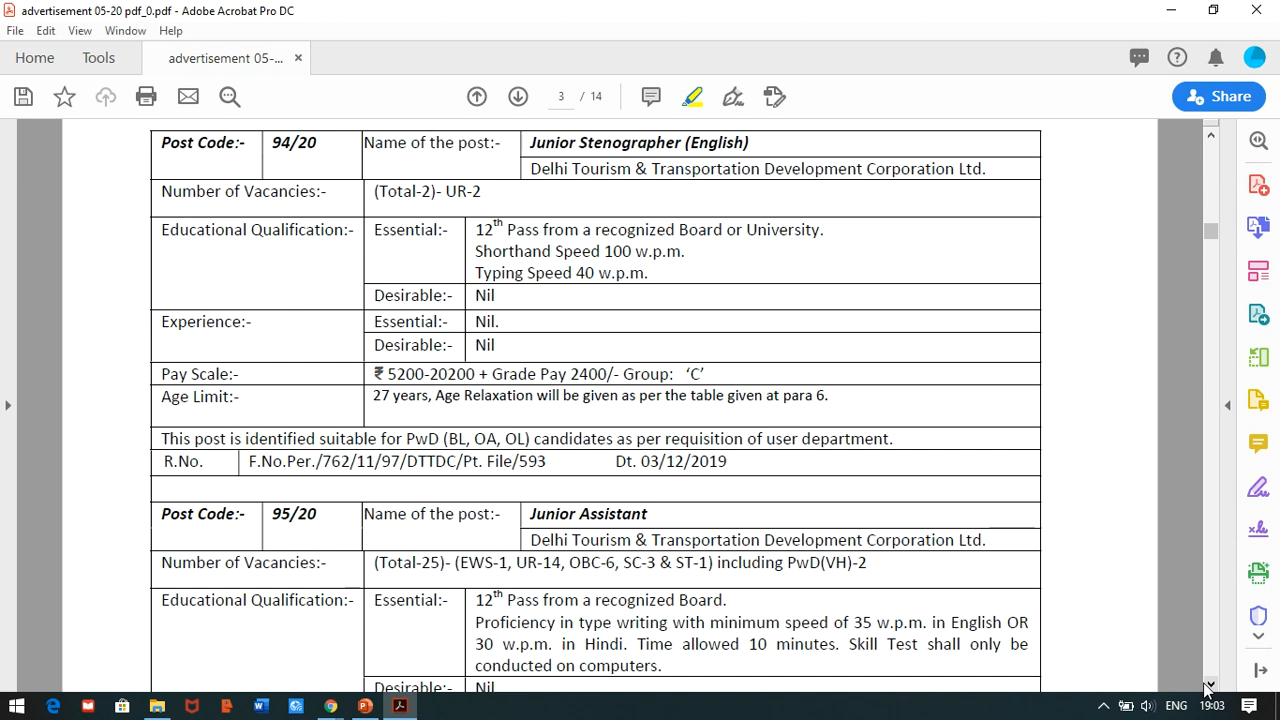 advertisement 05-20 pdf_0.pdf - Adobe Acrobat Pro DC
File Edit View Window Help
Home Tools advertisement 05-... ×
3 / 14 Share
Post Code:- 94/20 Name of the post:- Junior Stenographer (English)
Delhi Tourism & Transportation Development Corporation Ltd.
Number of Vacancies:- (Total-2)- UR-2
Educational Qualification:- Essential:- 12th Pass from a recognized Board or University.
Shorthand Speed 100 w.p.m.
Typing Speed 40 w.p.m.
Desirable:- Nil
Experience:- Essential:- Nil.
Desirable:- Nil
Pay Scale:- ₹ 5200-20200 + Grade Pay 2400/- Group: ‘C’
Age Limit:- 27 years, Age Relaxation will be given as per the table given at para 6.
This post is identified suitable for PwD (BL, OA, OL) candidates as per requisition of user department.
R.No. F.No.Per./762/11/97/DTTDC/Pt. File/593 Dt. 03/12/2019
Post Code:- 95/20 Name of the post:- Junior Assistant
Delhi Tourism & Transportation Development Corporation Ltd.
Number of Vacancies:- (Total-25)- (EWS-1, UR-14, OBC-6, SC-3 & ST-1) including PwD(VH)-2
Educational Qualification:- Essential:- 12th Pass from a recognized Board.
Proficiency in type writing with minimum speed of 35 w.p.m. in English OR
30 w.p.m. in Hindi. Time allowed 10 minutes. Skill Test shall only be
conducted on computers.
Desirable:- Nil
ENG 19:03